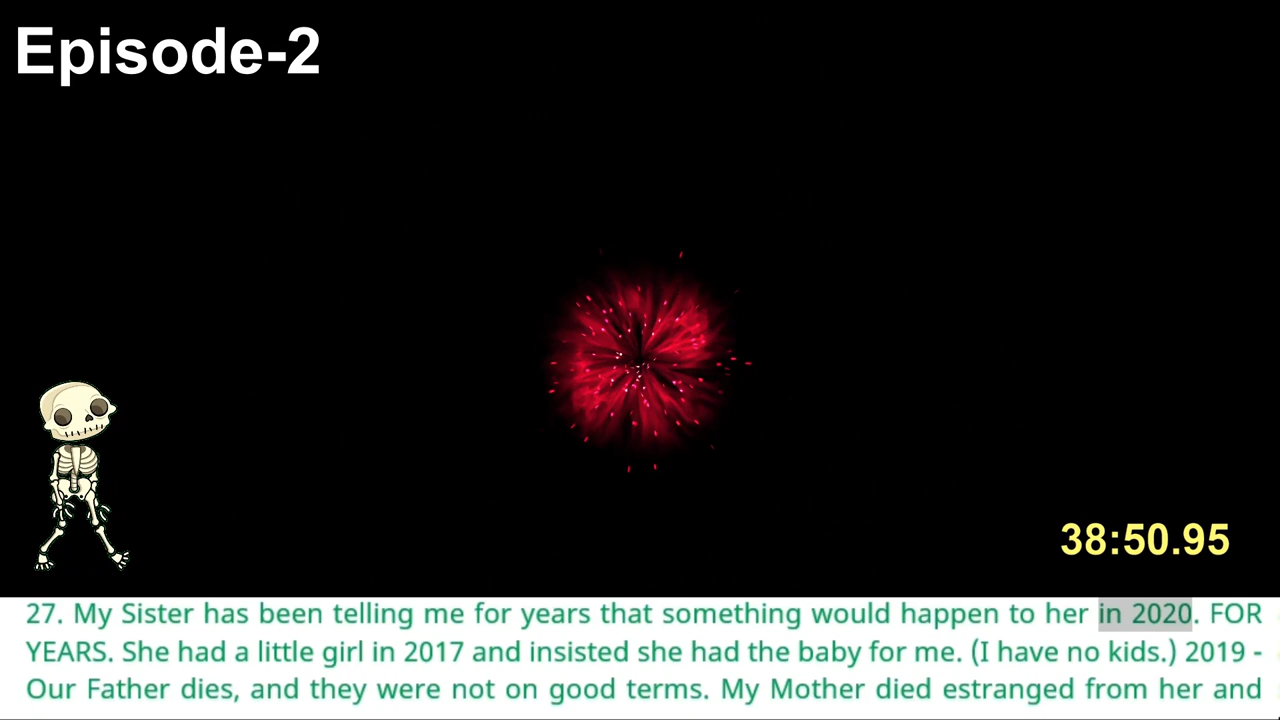 Episode-2
38:50.95
27. My Sister has been telling me for years that something would happen to her in 2020. FOR
YEARS. She had a little girl in 2017 and insisted she had the baby for me. (I have no kids.) 2019 -
Our Father dies, and they were not on good terms. My Mother died estranged from her and